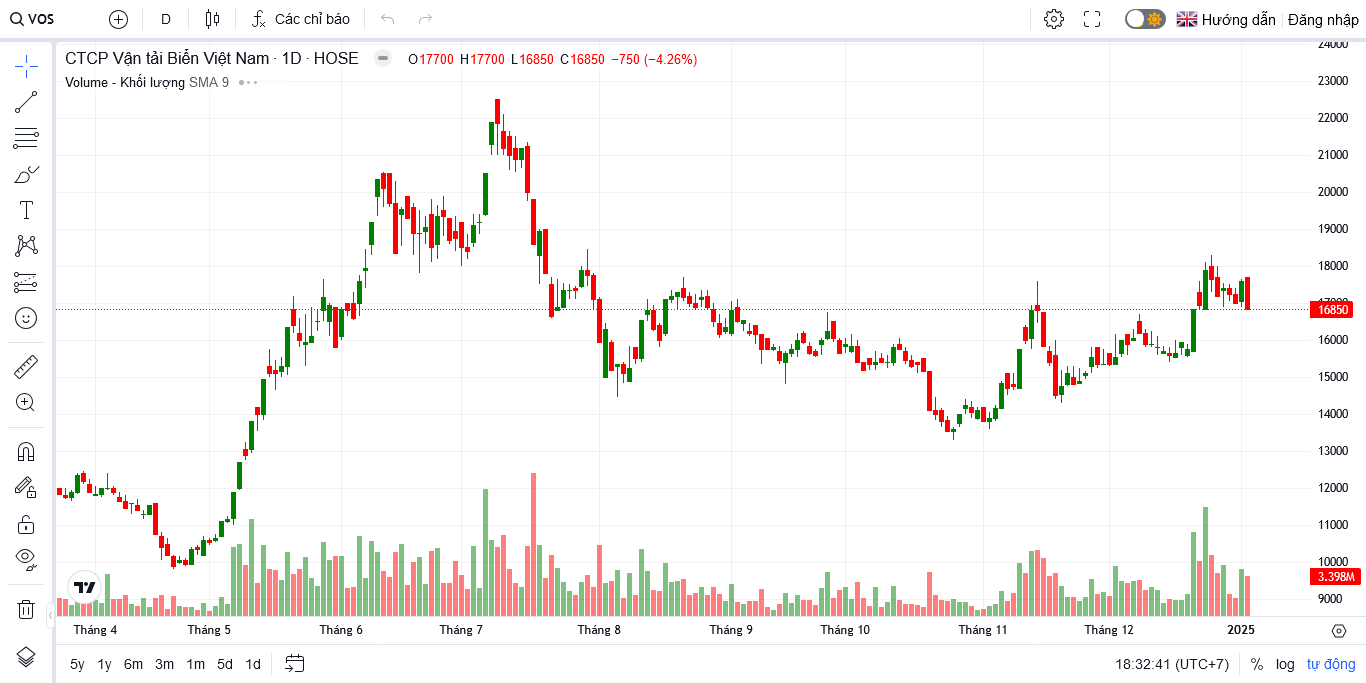 VOS D Các chỉ báo Hướng dẫn Đăng nhập
CTCP Vận tải Biển Việt Nam · 1D · HOSE O17700 H17700 L16850 C16850 −750 (−4.26%)
Volume - Khối lượng SMA 9
24000
23000
22000
21000
20000
19000
18000
17000
16850
16000
15000
14000
13000
12000
11000
10000
3.398M
9000
Tháng 4 Tháng 5 Tháng 6 Tháng 7 Tháng 8 Tháng 9 Tháng 10 Tháng 11 Tháng 12 2025
5y 1y 6m 3m 1m 5d 1d 18:32:41 (UTC+7) % log tự động